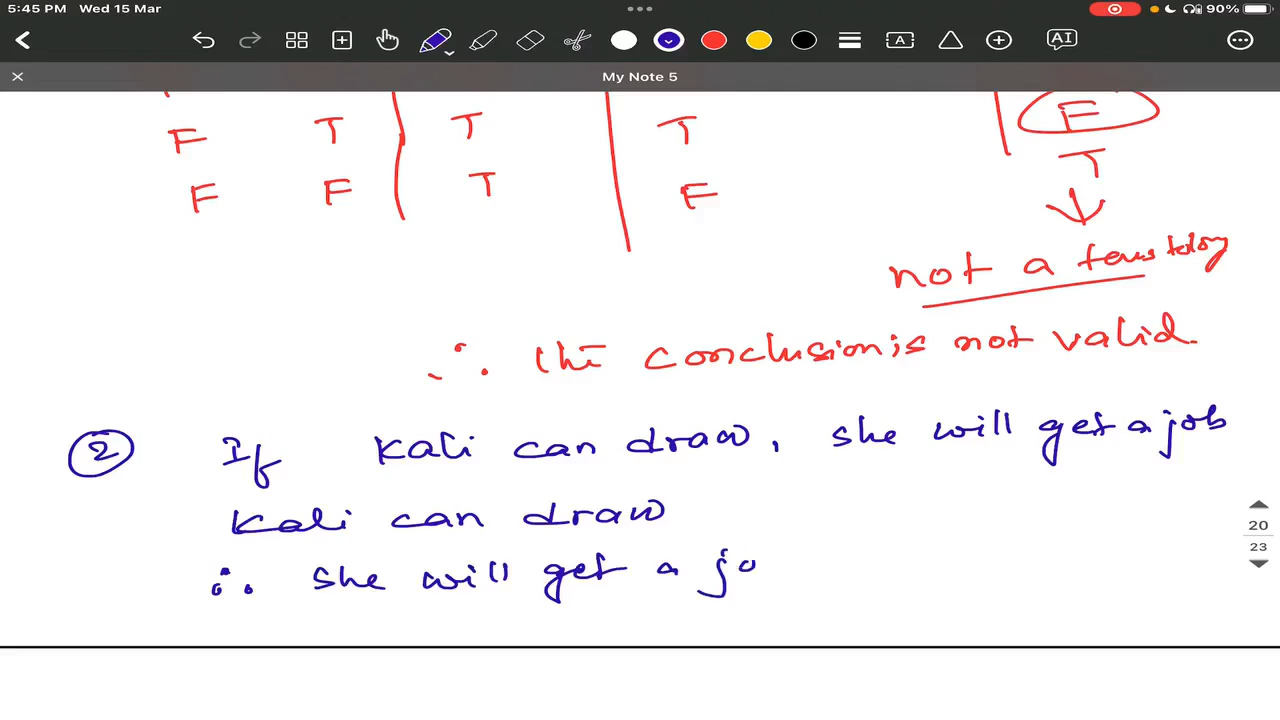 5:45 PM Wed 15 Mar
90%
A
AI
My Note 5
F T T T F
F F T F T
not a
∴ the conclusion is not valid.
② If Kali can draw, she will get a job
Kali can draw
∴ she will get a jo
20
23